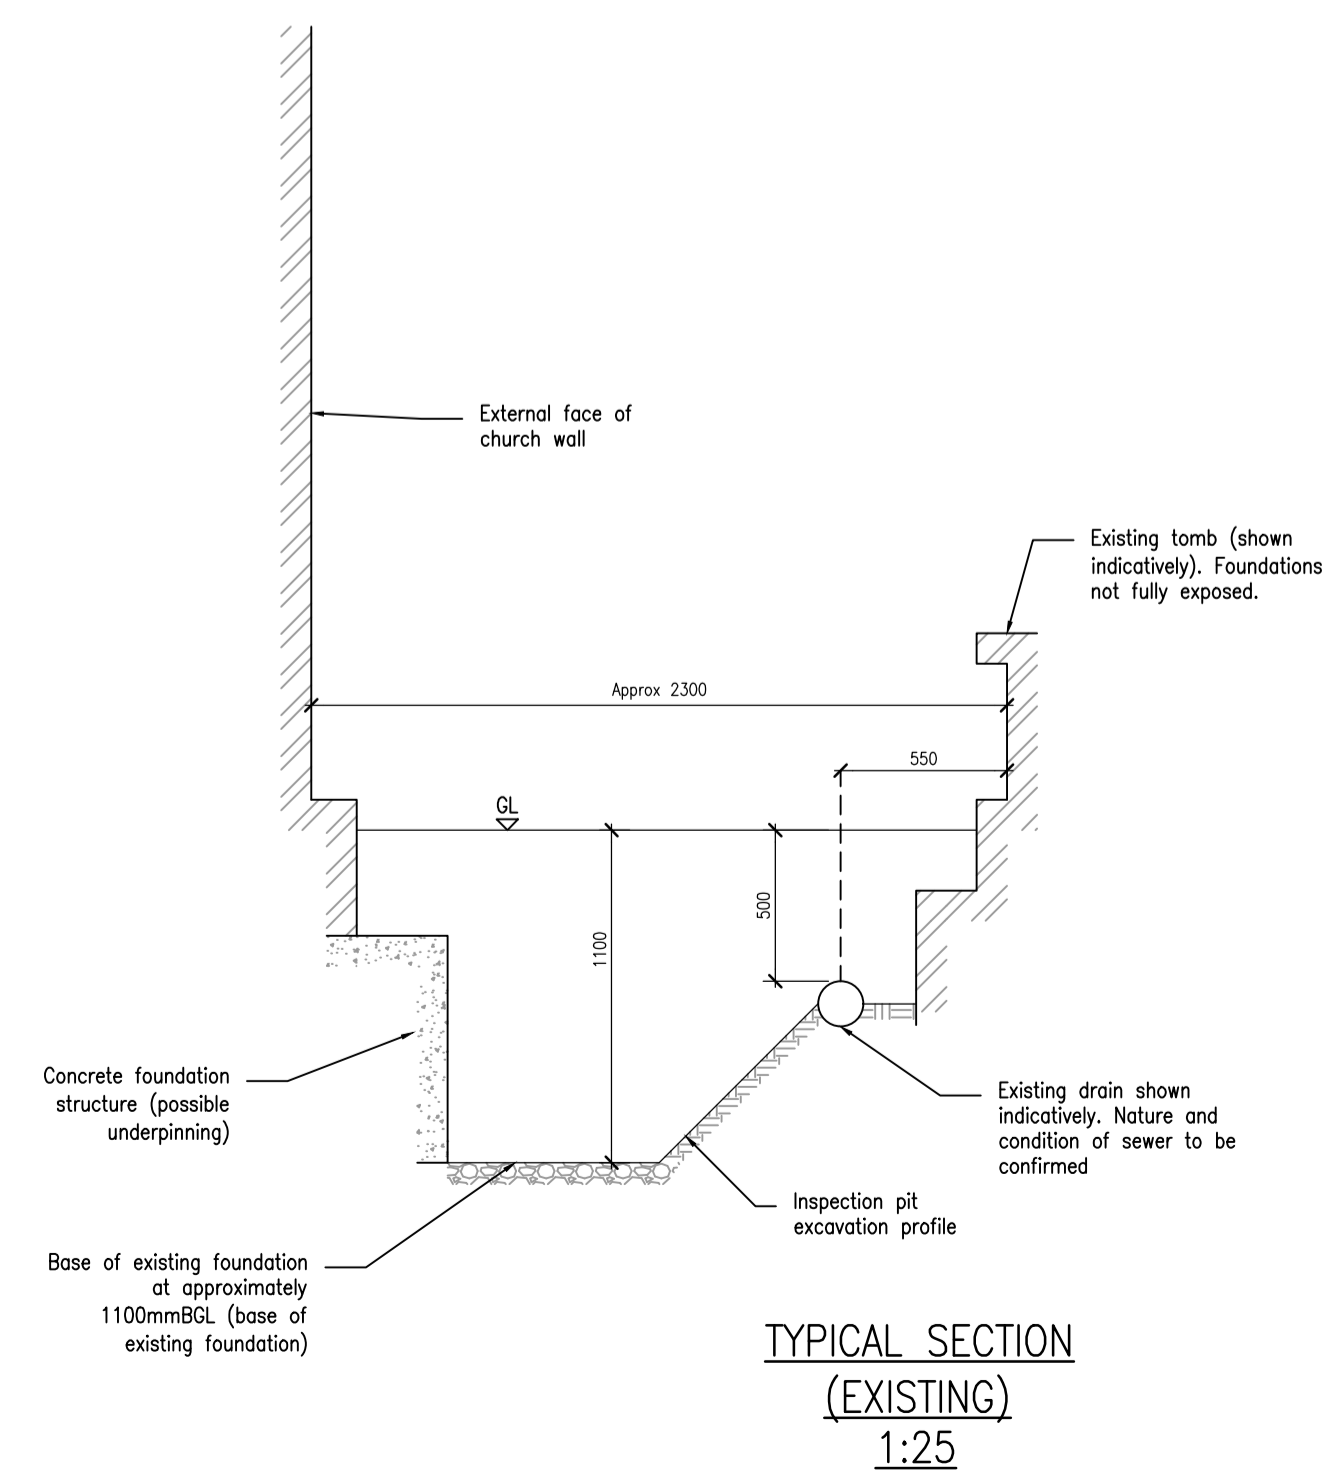 External face of
church wall
Existing tomb (shown
indicatively). Foundations
not fully exposed.
Approx 2300
550
GL
500
1100
Concrete foundation
structure (possible
underpinning)
Existing drain shown
indicatively. Nature and
condition of sewer to be
confirmed
Inspection pit
excavation profile
Base of existing foundation
at approximately
1100mmBGL (base of
existing foundation)
TYPICAL SECTION
(EXISTING)
1:25